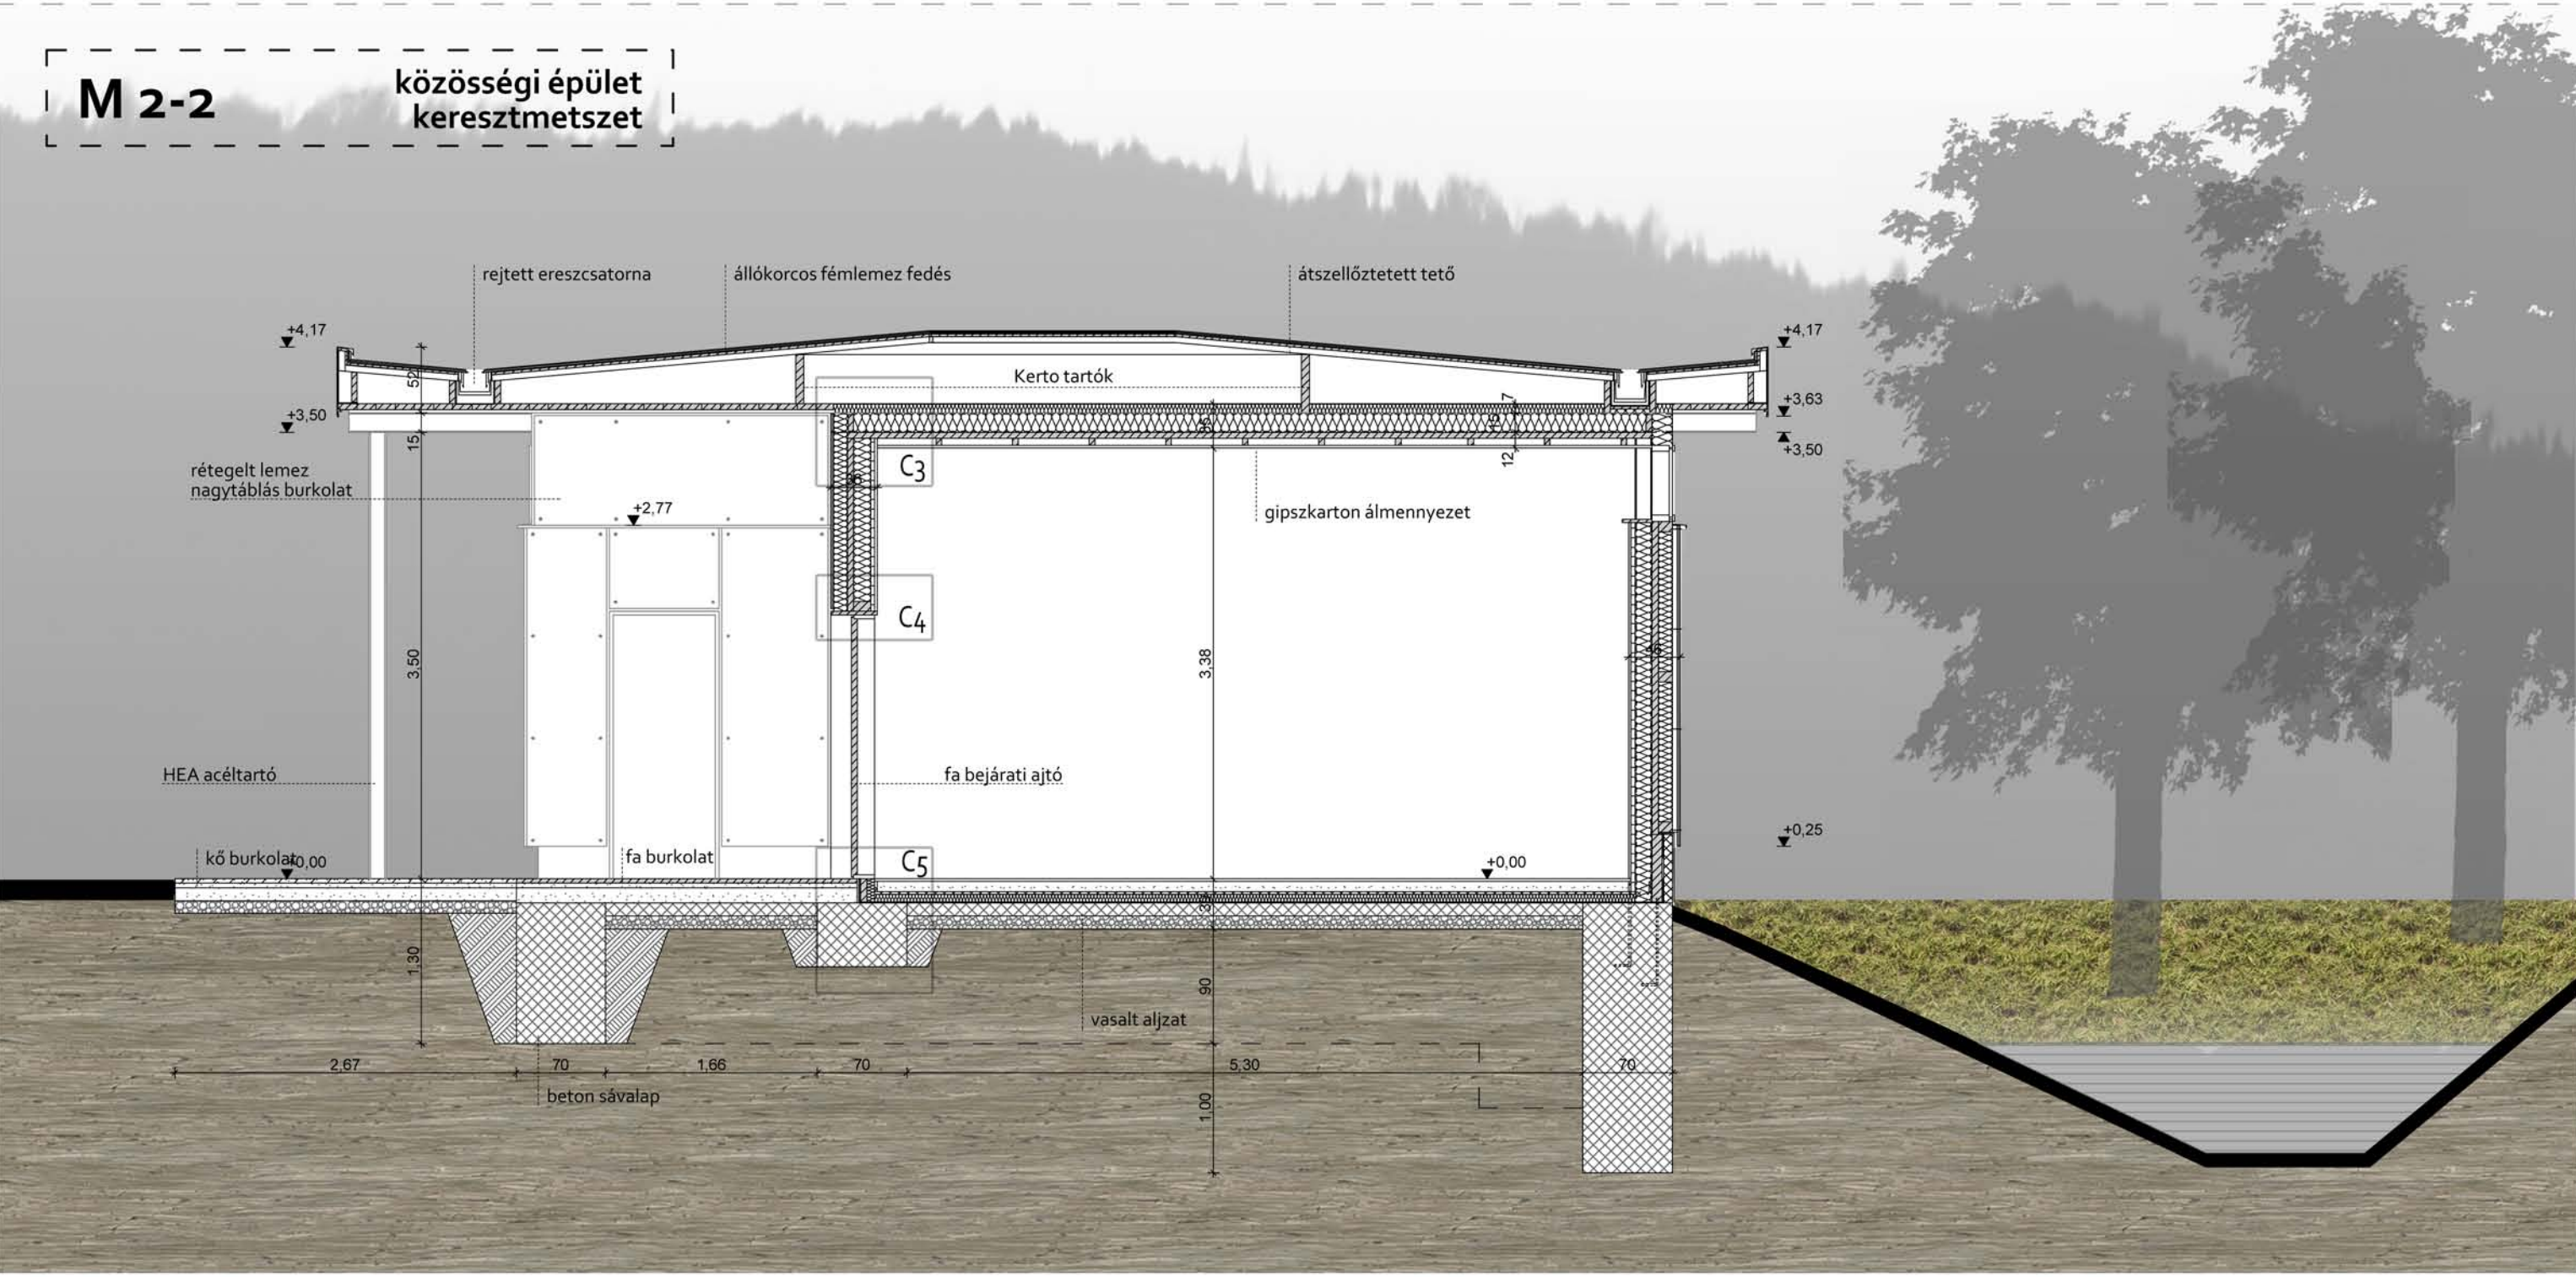 M 2-2
közösségi épület
keresztmetszet
rejtett ereszcsatorna
állókorcos fémlemez fedés
átszellőztetett tető
+4,17
+4,17
52
Kerto tartók
7
15
+3,63
+3,50
+3,50
15
C3
12
rétegelt lemez
nagytáblás burkolat
+2,77
gipszkarton álmennyezet
C4
3,50
3,38
HEA acéltartó
fa bejárati ajtó
+0,25
kő burkolat
0,00
fa burkolat
C5
+0,00
1,30
90
vasalt aljzat
2,67
70
1,66
70
5,30
70
beton sávalap
1,00